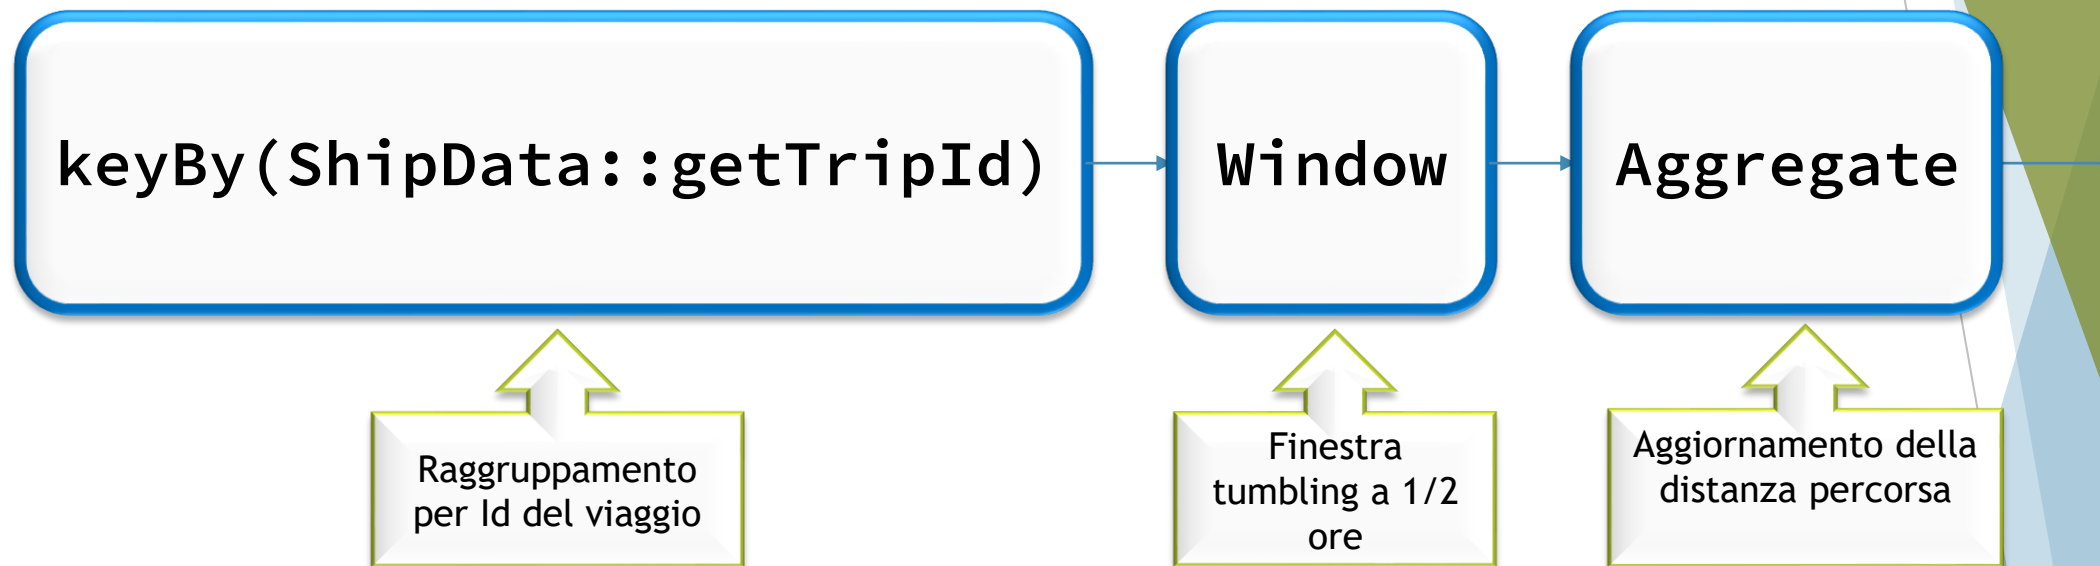 keyBy(ShipData::getTripId)
Window
Aggregate
Raggruppamento
per Id del viaggio
Finestra
tumbling a 1/2
ore
Aggiornamento della
distanza percorsa